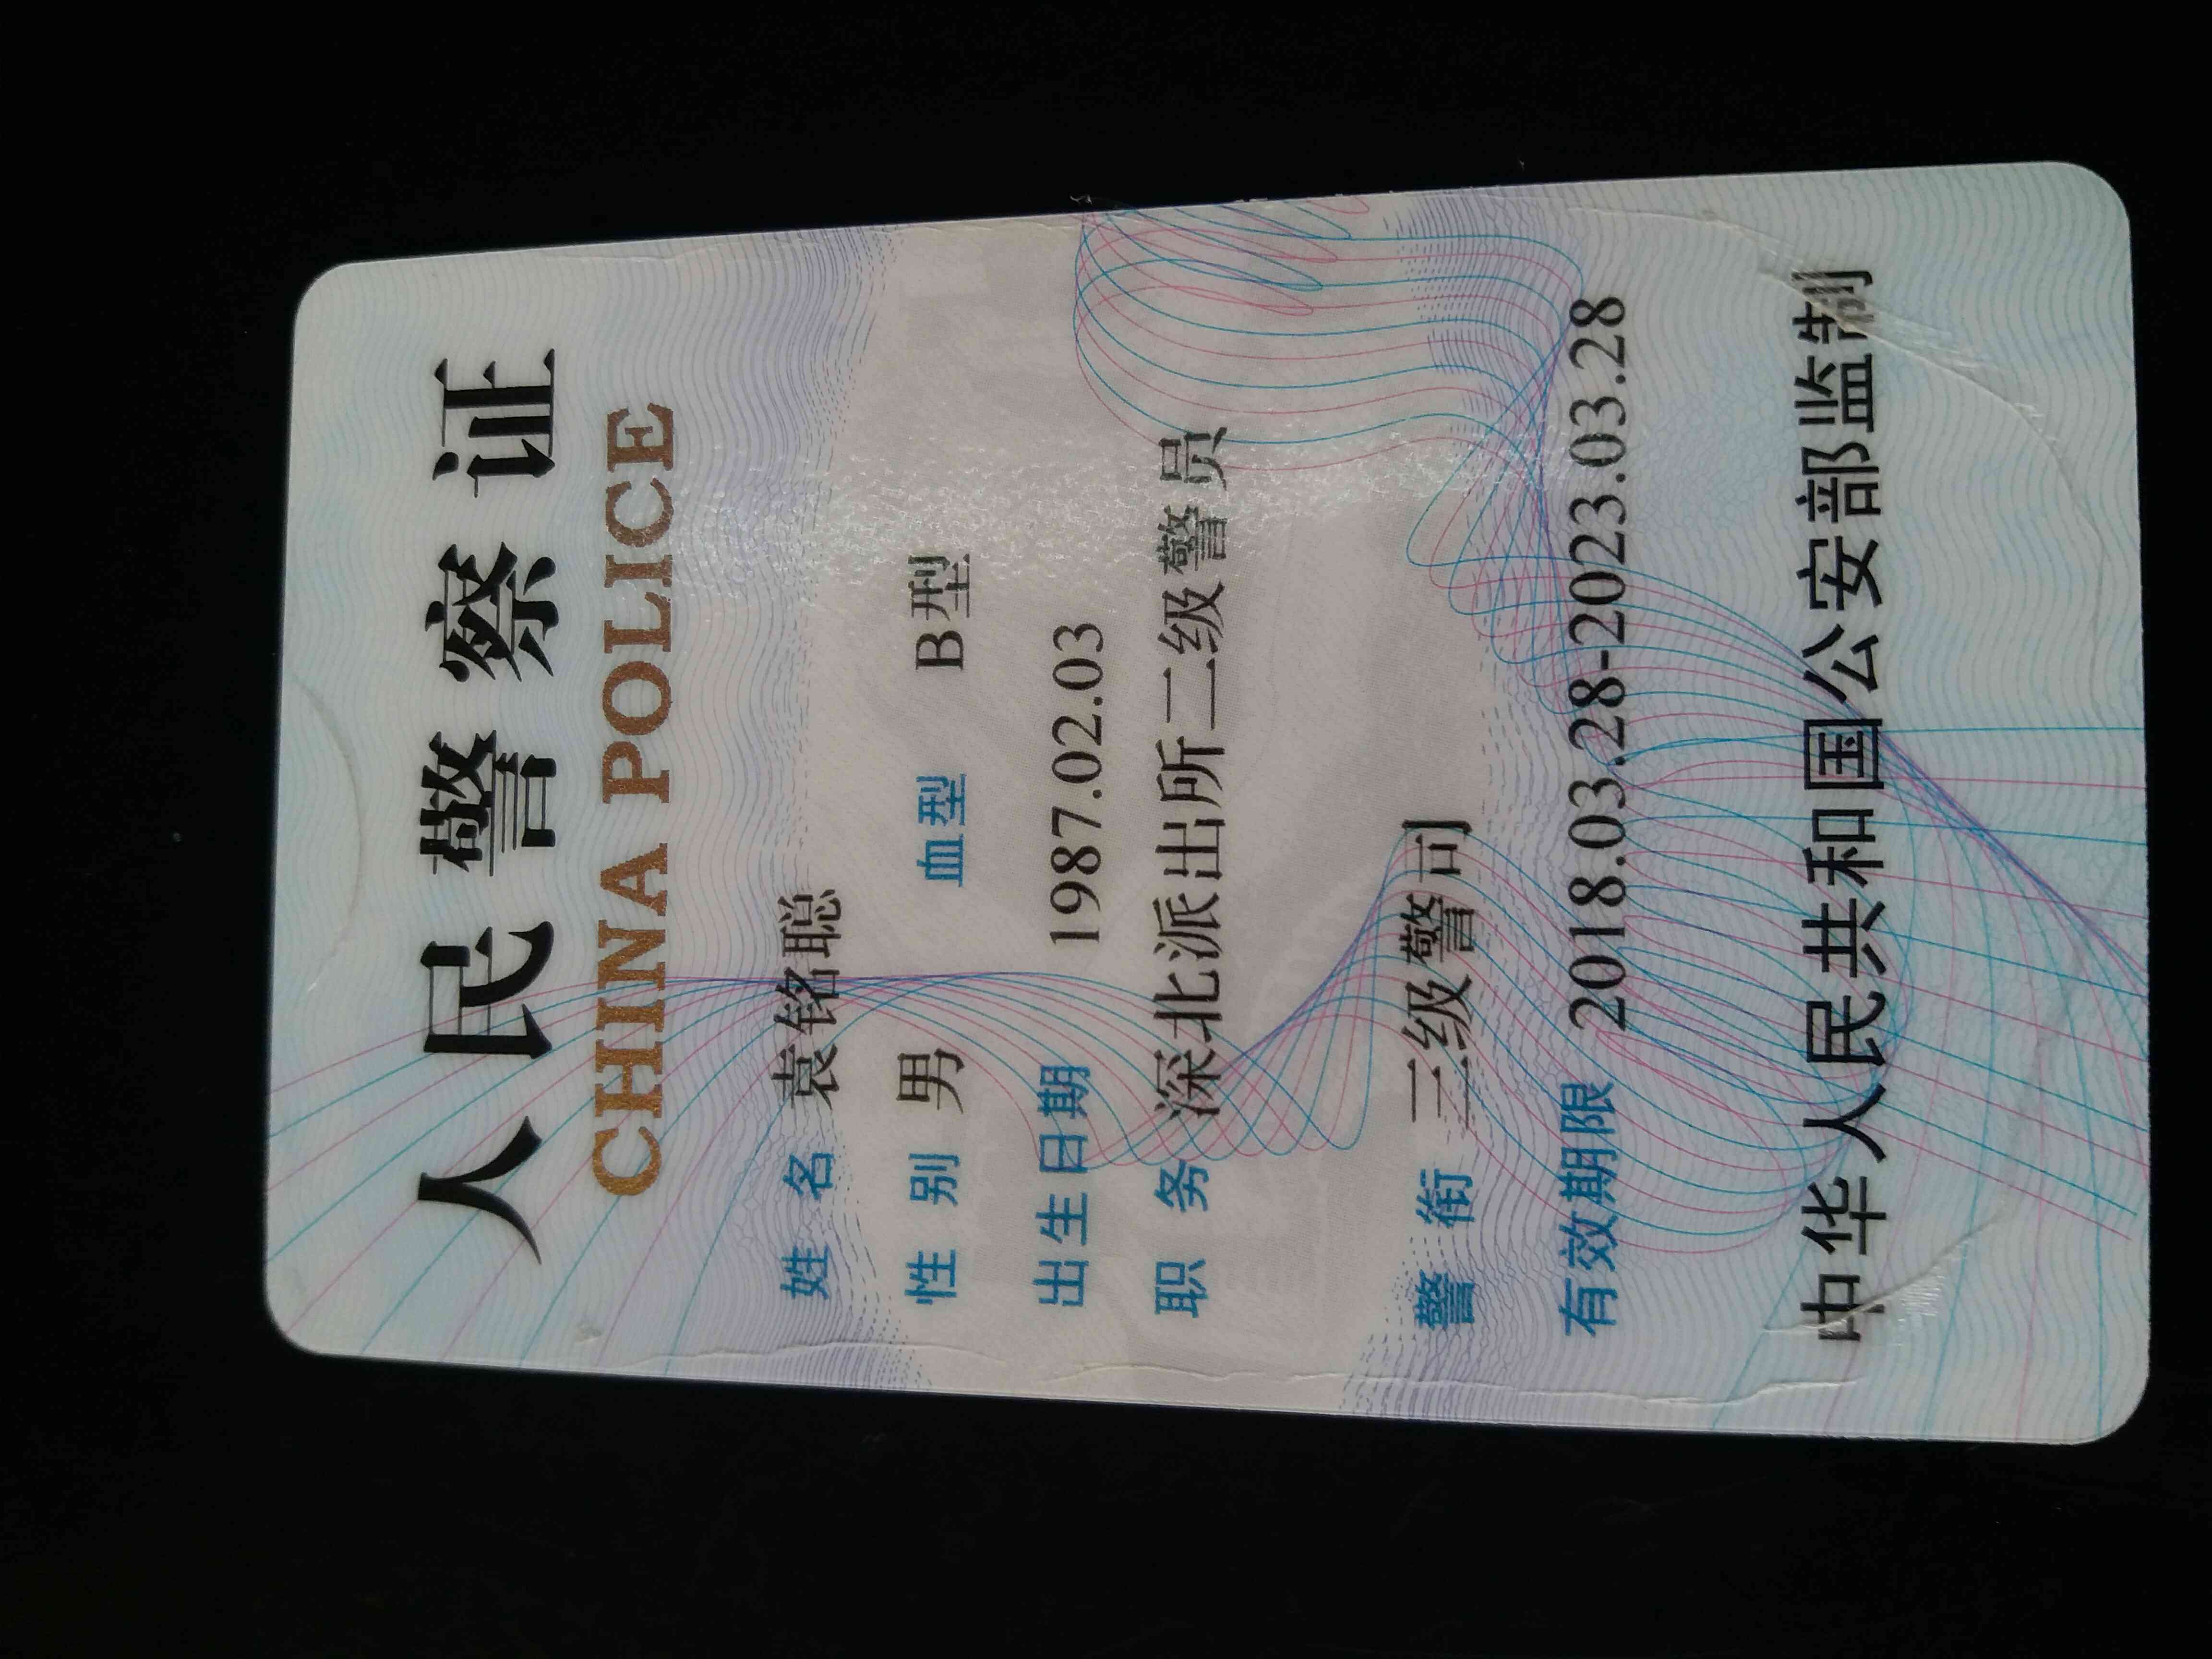 人民警察证
CHINA POLICE
姓 名 袁铭聪
性 别 男 血型 B型
出生日期 1987.02.03
职 务 深北派出所二级警员
警 衔 三级警司
有效期限 2018.03.28-2023.03.28
中华人民共和国公安部监制